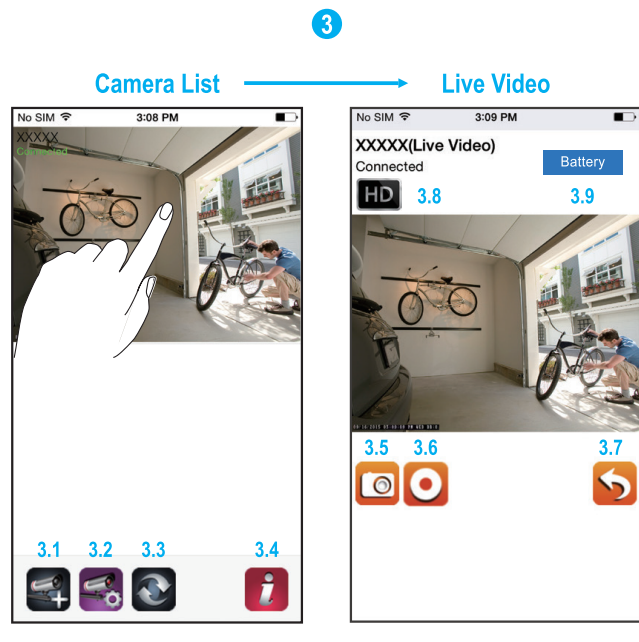 3
Camera List
Live Video
No SIM 3:08 PM
XXXXX
Connected
3.1 3.2 3.3 3.4
No SIM 3:09 PM
XXXXX(Live Video)
Connected
Battery
HD 3.8 3.9
3.5 3.6 3.7
i